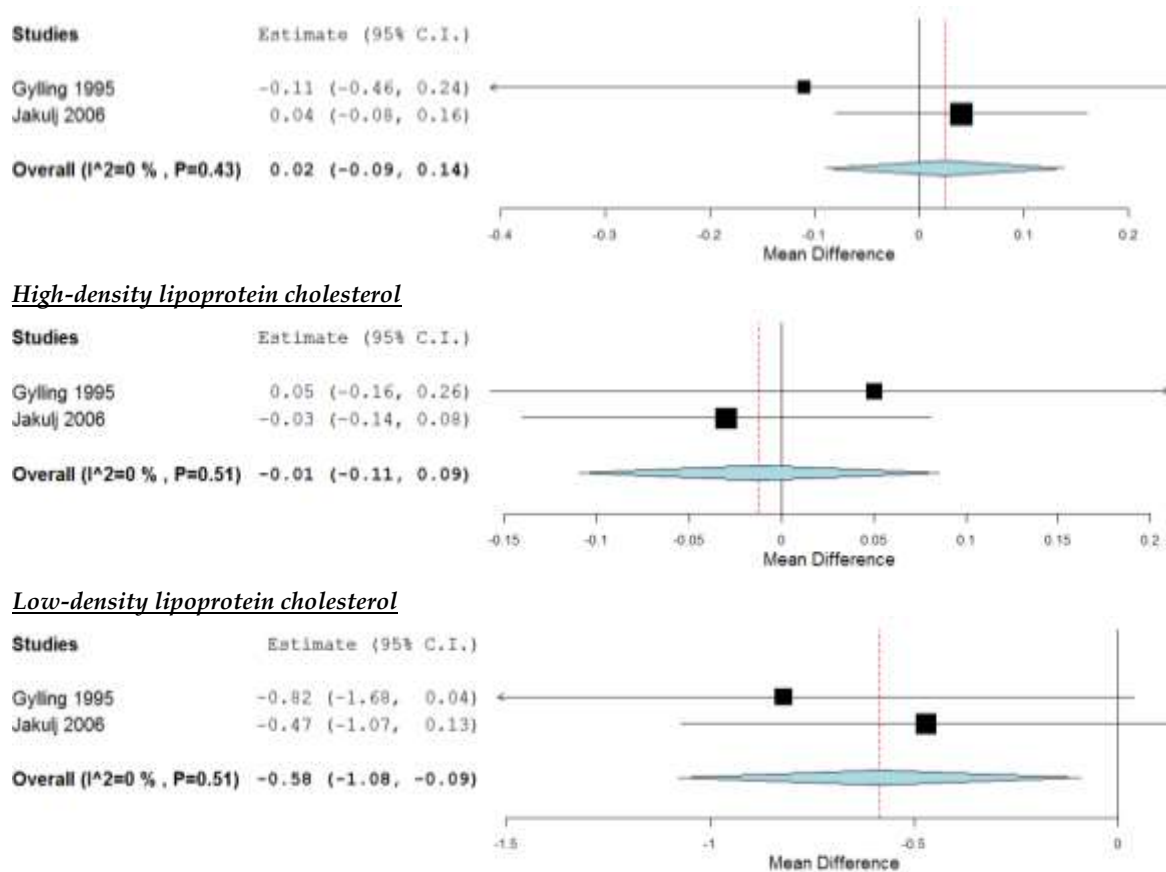 Studies Estimate (95% C.I.)
Gylling 1995 -0.11 (-0.46, 0.24)
Jakulj 2006 0.04 (-0.08, 0.16)
Overall (I^2=0 % , P=0.43) 0.02 (-0.09, 0.14)
-0.4 -0.3 -0.2 -0.1 0 0.1 0.2
Mean Difference
High-density lipoprotein cholesterol
Studies Estimate (95% C.I.)
Gylling 1995 0.05 (-0.16, 0.26)
Jakulj 2006 -0.03 (-0.14, 0.08)
Overall (I^2=0 % , P=0.51) -0.01 (-0.11, 0.09)
-0.15 -0.1 -0.05 0 0.05 0.1 0.15 0.2
Mean Difference
Low-density lipoprotein cholesterol
Studies Estimate (95% C.I.)
Gylling 1995 -0.82 (-1.68, 0.04)
Jakulj 2006 -0.47 (-1.07, 0.13)
Overall (I^2=0 % , P=0.51) -0.58 (-1.08, -0.09)
-1.5 -1 -0.5 0
Mean Difference